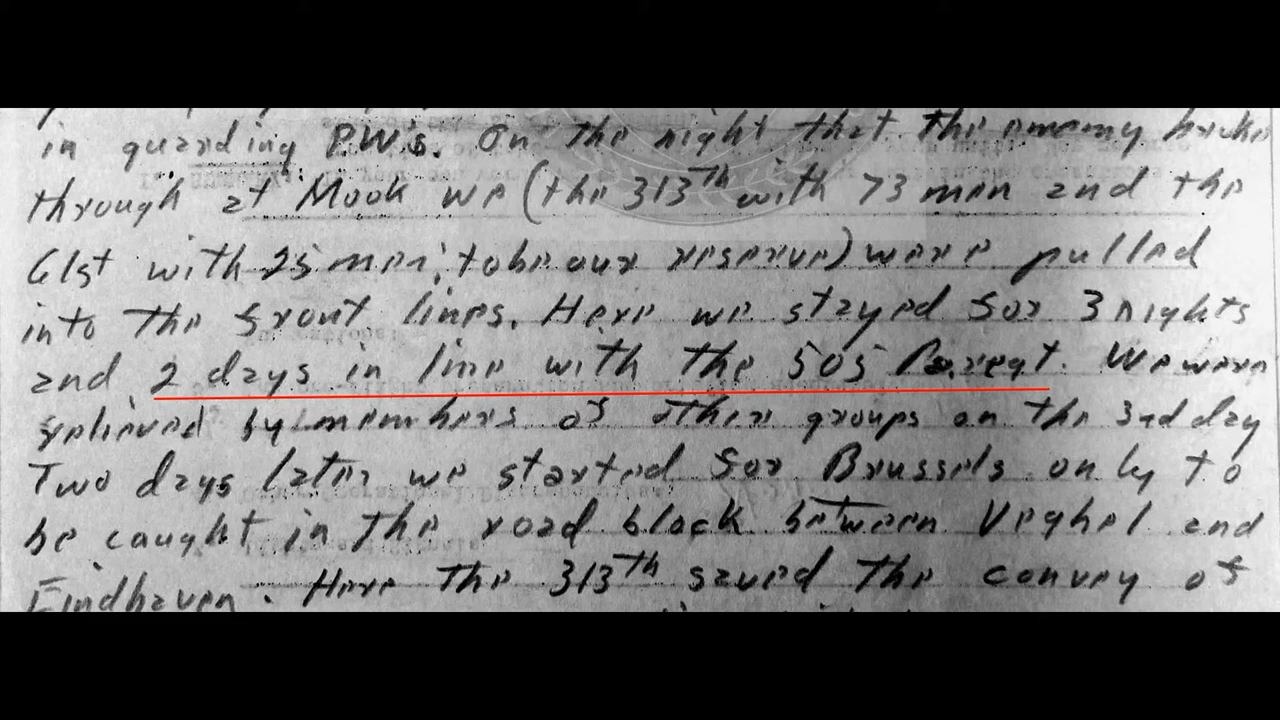 in guarding P.W's. On the night that the enemy broke
through at Mook we (the 313th with 73 men and the
61st with 25 men, to be our reserve) were pulled
into the front lines. Here we stayed for 3 nights
and 2 days in line with the 505 Pa. regt. We were
relieved by members of other groups on the 3rd day
Two days later we started for Brussels only to
be caught in the road block between Veghel and
Eindhaven. Here the 313th saved the convoy of